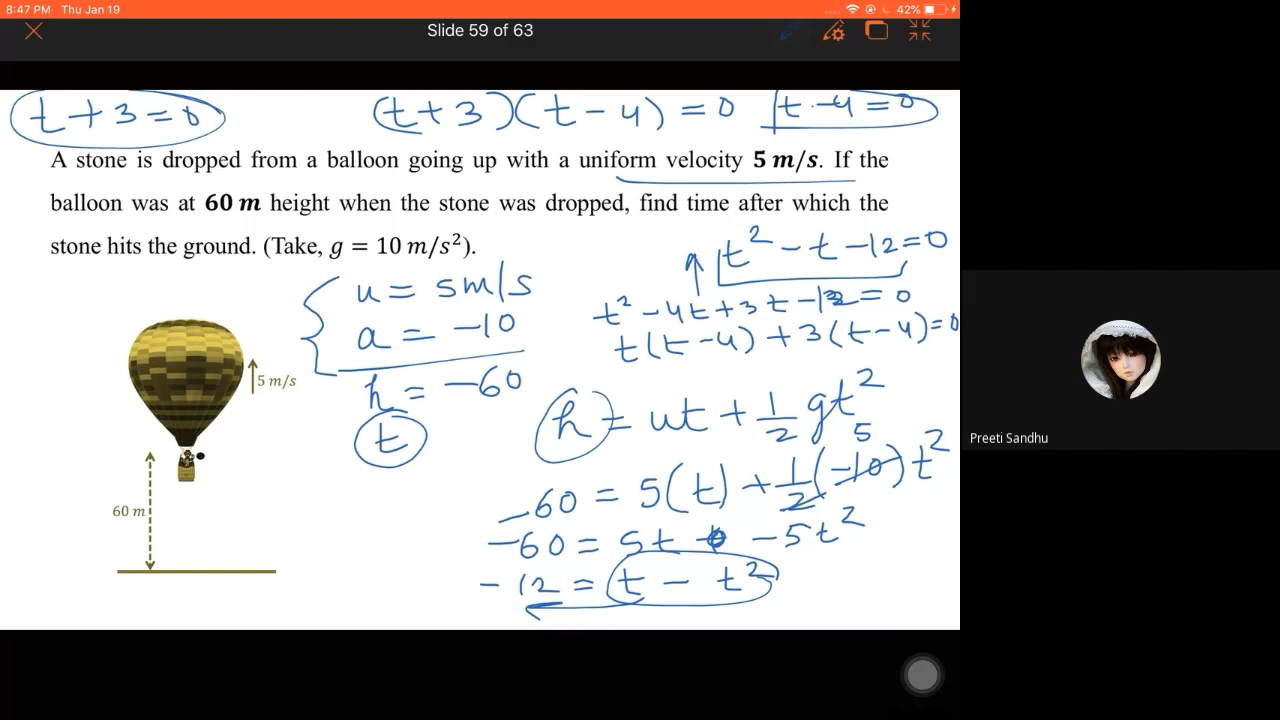 8:47 PM Thu Jan 19
42%
Slide 59 of 63
t + 3 = 0
(t + 3)(t - 4) = 0
t - 4 = 0
A stone is dropped from a balloon going up with a uniform velocity 5 m/s. If the
balloon was at 60 m height when the stone was dropped, find time after which the
stone hits the ground. (Take, g = 10 m/s²).
t² - t - 12 = 0
t² - 4t + 3t - 12 = 0
t(t - 4) + 3(t - 4) = 0
u = 5m/s
a = -10
h = -60
t
5 m/s
60 m
h = ut + 1/2 gt²
5
-60 = 5(t) + 1/2 (-10) t²
-60 = 5t - 5t²
-12 = t - t²
Preeti Sandhu